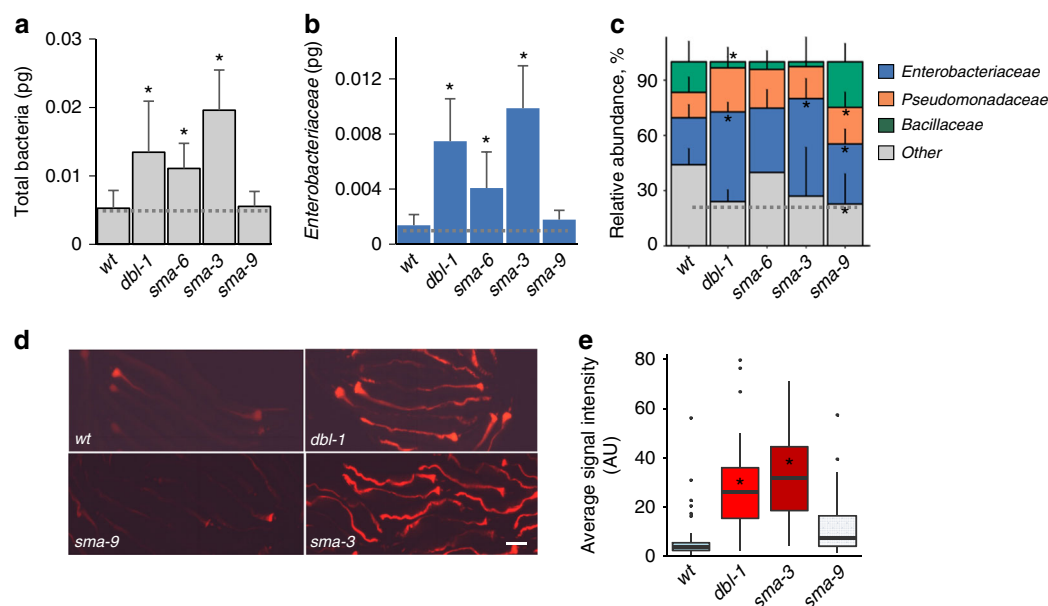 a
Total bacteria (pg)
0.03
0.02
0.01
0
*
*
*
wt
dbl-1
sma-6
sma-3
sma-9
b
Enterobacteriaceae (pg)
0.012
0.008
0.004
0
*
*
*
wt
dbl-1
sma-6
sma-3
sma-9
c
Relative abundance, %
90
60
30
0
*
*
*
*
*
*
wt
dbl-1
sma-6
sma-3
sma-9
Enterobacteriaceae
Pseudomonadaceae
Bacillaceae
Other
d
wt
dbl-1
sma-9
sma-3
e
Average signal intensity
(AU)
80
60
40
20
0
*
*
wt
dbl-1
sma-3
sma-9